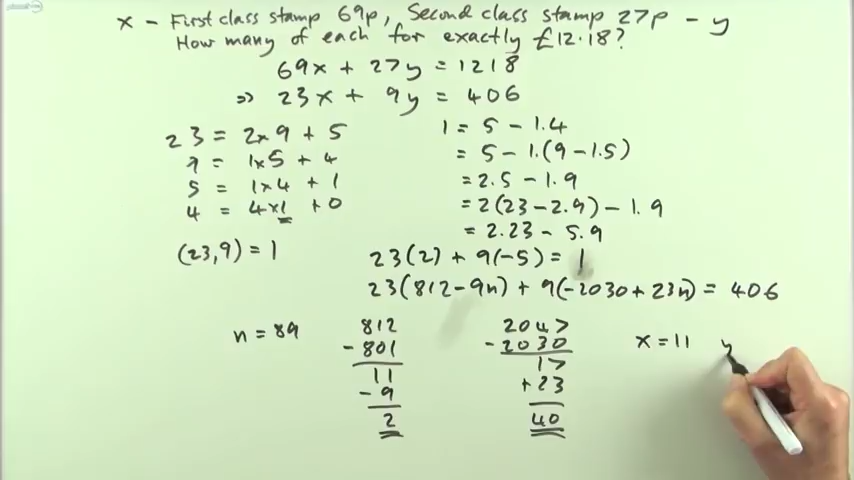 x - First class stamp 69p, Second class stamp 27p - y
How many of each for exactly £12.18?
69x + 27y = 1218
⇒ 23x + 9y = 406
23 = 2x9 + 5
9 = 1x5 + 4
5 = 1x4 + 1
4 = 4x1 + 0
(23,9) = 1
1 = 5 - 1.4
= 5 - 1.(9 - 1.5)
= 2.5 - 1.9
= 2(23 - 2.9) - 1.9
= 2.23 - 5.9
23(2) + 9(-5) = 1
23(812 - 9n) + 9(-2030 + 23n) = 406
n = 89
812
- 801
11
- 9
2
2047
- 2030
17
+ 23
40
x = 11 y